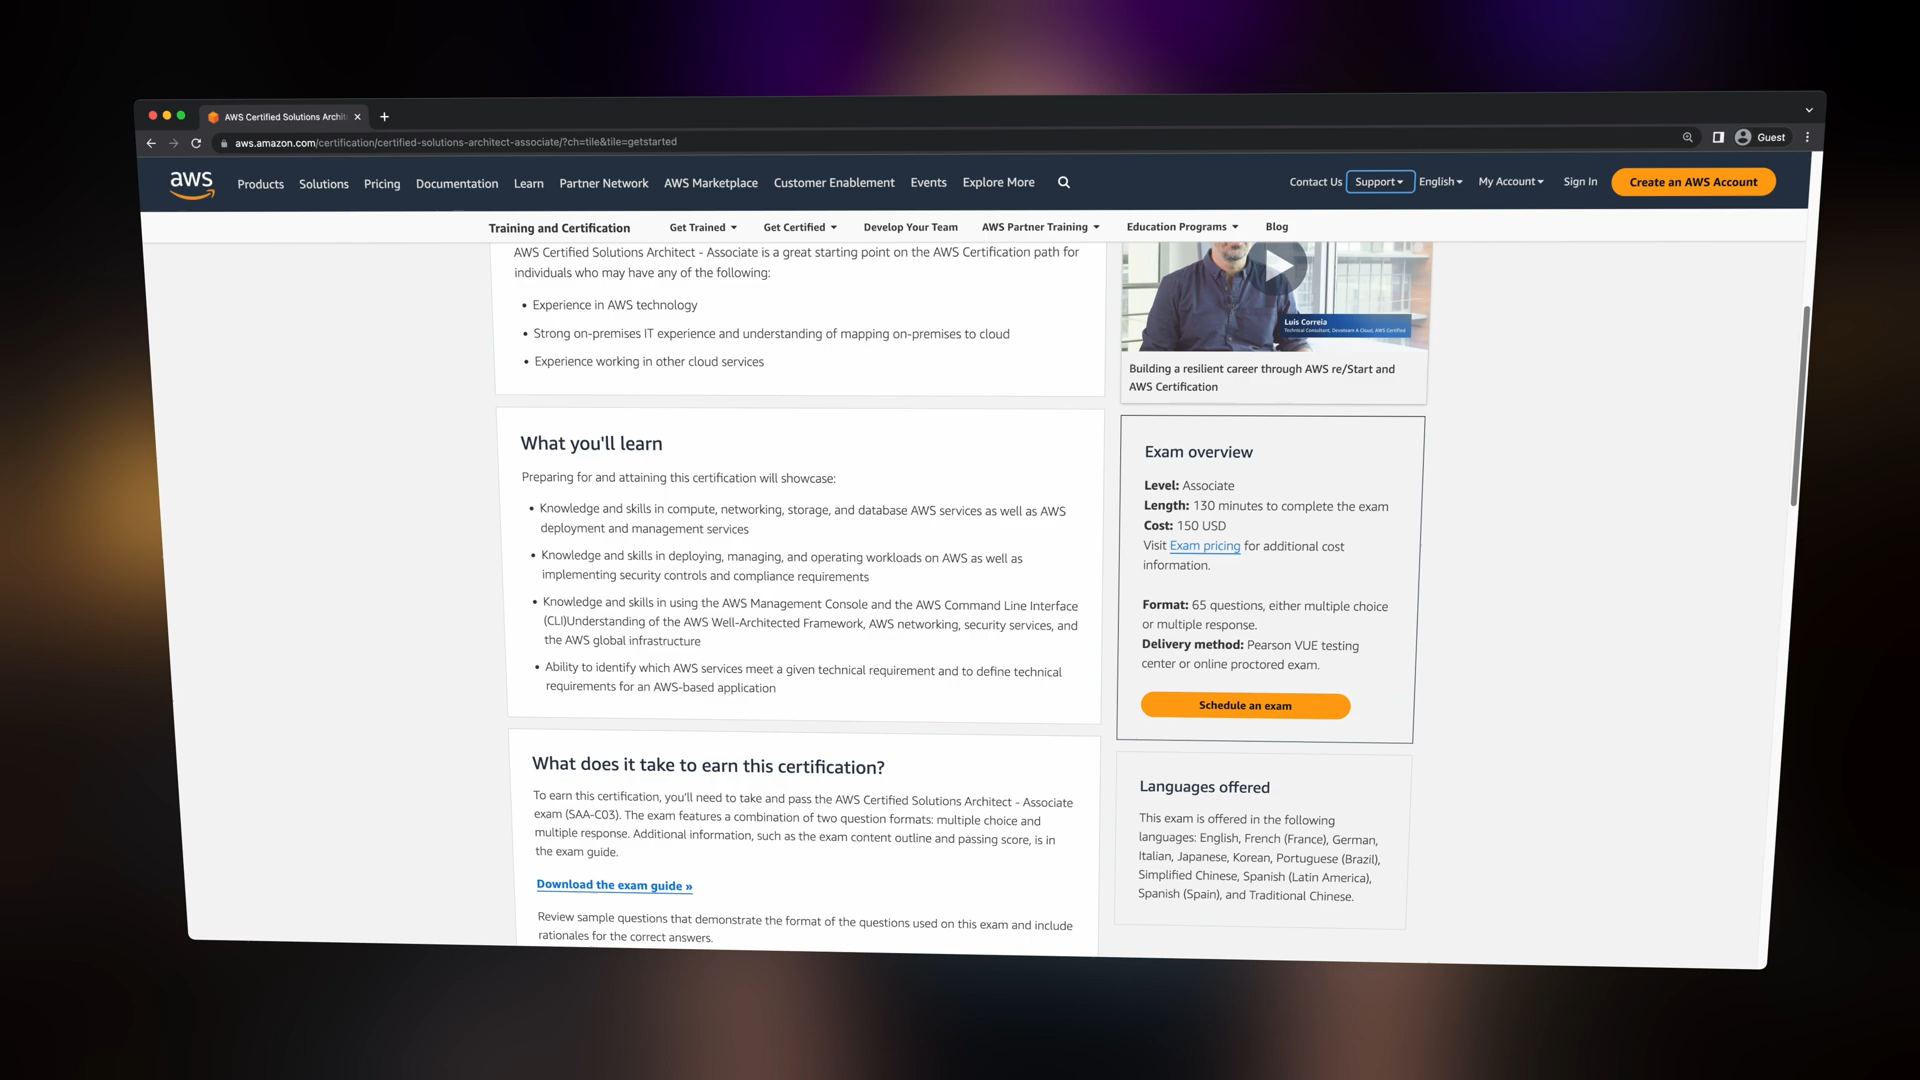 AWS Certified Solutions Archit
aws.amazon.com/certification/certified-solutions-architect-associate/?ch=tile&tile=getstarted
Guest
aws
Products Solutions Pricing Documentation Learn Partner Network AWS Marketplace Customer Enablement Events Explore More
Contact Us Support English My Account Sign In Create an AWS Account
Training and Certification Get Trained Get Certified Develop Your Team AWS Partner Training Education Programs Blog
AWS Certified Solutions Architect - Associate is a great starting point on the AWS Certification path for
individuals who may have any of the following:
• Experience in AWS technology
• Strong on-premises IT experience and understanding of mapping on-premises to cloud
• Experience working in other cloud services
What you'll learn
Preparing for and attaining this certification will showcase:
• Knowledge and skills in compute, networking, storage, and database AWS services as well as AWS
deployment and management services
• Knowledge and skills in deploying, managing, and operating workloads on AWS as well as
implementing security controls and compliance requirements
• Knowledge and skills in using the AWS Management Console and the AWS Command Line Interface
(CLI)Understanding of the AWS Well-Architected Framework, AWS networking, security services, and
the AWS global infrastructure
• Ability to identify which AWS services meet a given technical requirement and to define technical
requirements for an AWS-based application
What does it take to earn this certification?
To earn this certification, you'll need to take and pass the AWS Certified Solutions Architect - Associate
exam (SAA-C03). The exam features a combination of two question formats: multiple choice and
multiple response. Additional information, such as the exam content outline and passing score, is in
the exam guide.
Download the exam guide »
Review sample questions that demonstrate the format of the questions used on this exam and include
rationales for the correct answers.
Luis Correia
Technical Consultant, Develteam A Cloud, AWS Certified
Building a resilient career through AWS re/Start and
AWS Certification
Exam overview
Level: Associate
Length: 130 minutes to complete the exam
Cost: 150 USD
Visit Exam pricing for additional cost
information.
Format: 65 questions, either multiple choice
or multiple response.
Delivery method: Pearson VUE testing
center or online proctored exam.
Schedule an exam
Languages offered
This exam is offered in the following
languages: English, French (France), German,
Italian, Japanese, Korean, Portuguese (Brazil),
Simplified Chinese, Spanish (Latin America),
Spanish (Spain), and Traditional Chinese.